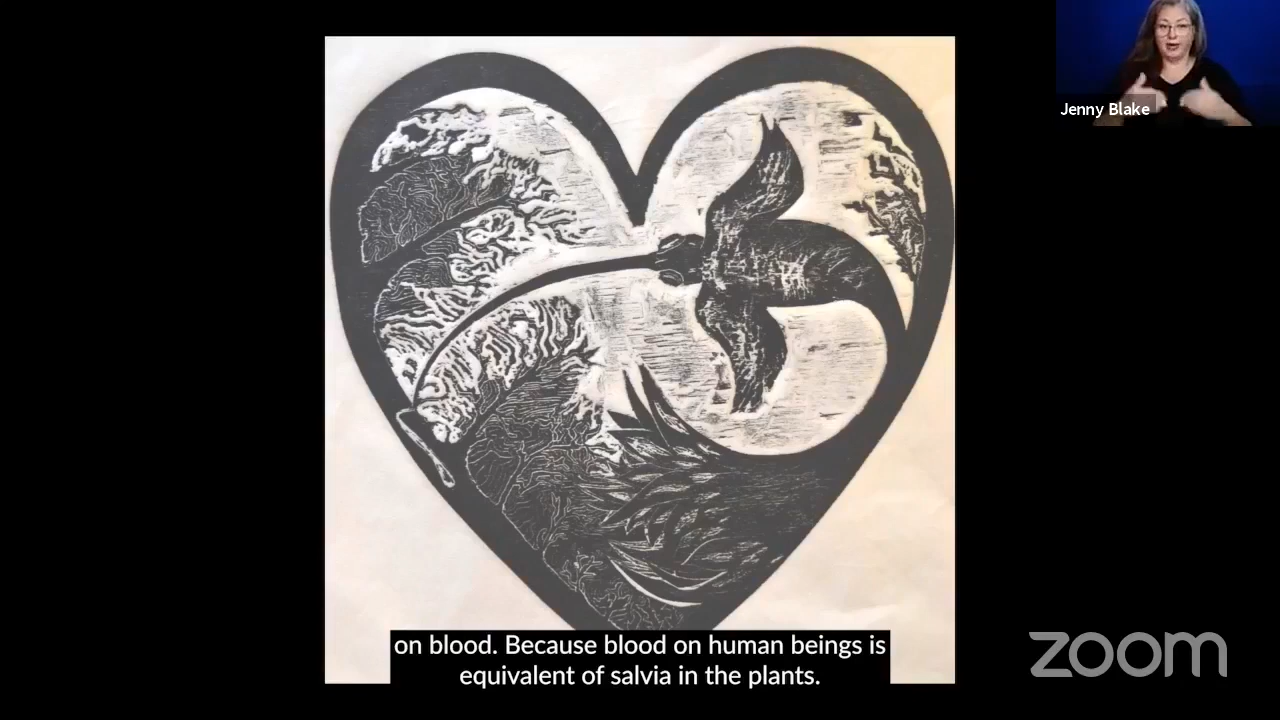 Jenny Blake
on blood. Because blood on human beings is
equivalent of salvia in the plants.
zoom